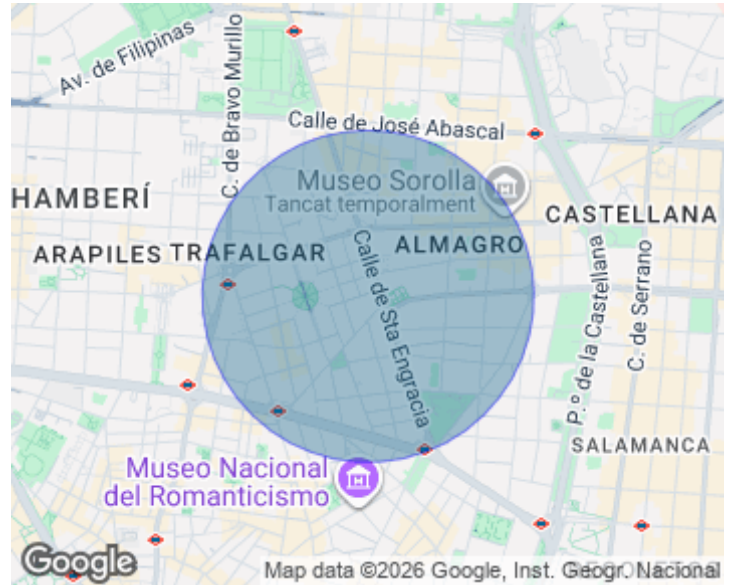 Av. de Filipinas
C. de Bravo Murillo
Calle de José Abascal
Museo Sorolla
Tancat temporalment
HAMBERÍ
CASTELLANA
ARAPILES
TRAFALGAR
ALMAGRO
Calle de Sta Engracia
P.º de la Castellana
C. de Serrano
SALAMANCA
Museo Nacional
del Romanticismo
Google
Map data ©2026 Google, Inst. Geogr. Nacional